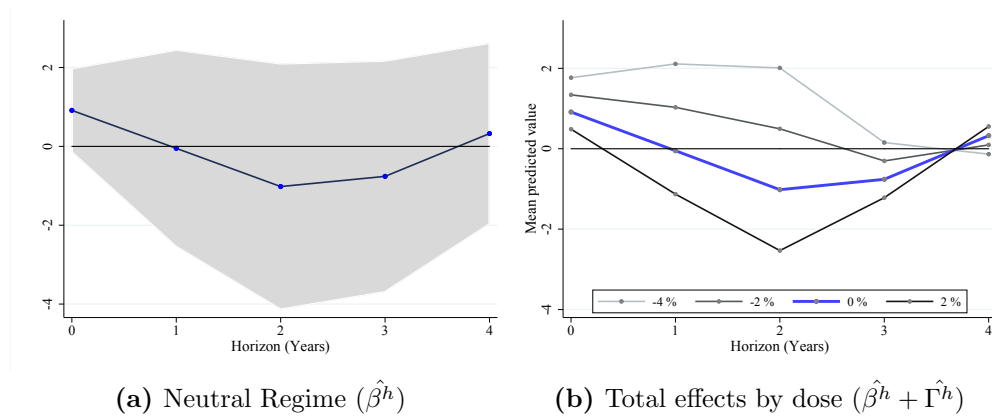 2
0
-2
-4
0 1 2 3 4
Horizon (Years)
(a) Neutral Regime (β̂ʰ)
Mean predicted value
2
0
-2
-4
-4 % -2 % 0 % 2 %
0 1 2 3 4
Horizon (Years)
(b) Total effects by dose (β̂ʰ + Γ̂ʰ)